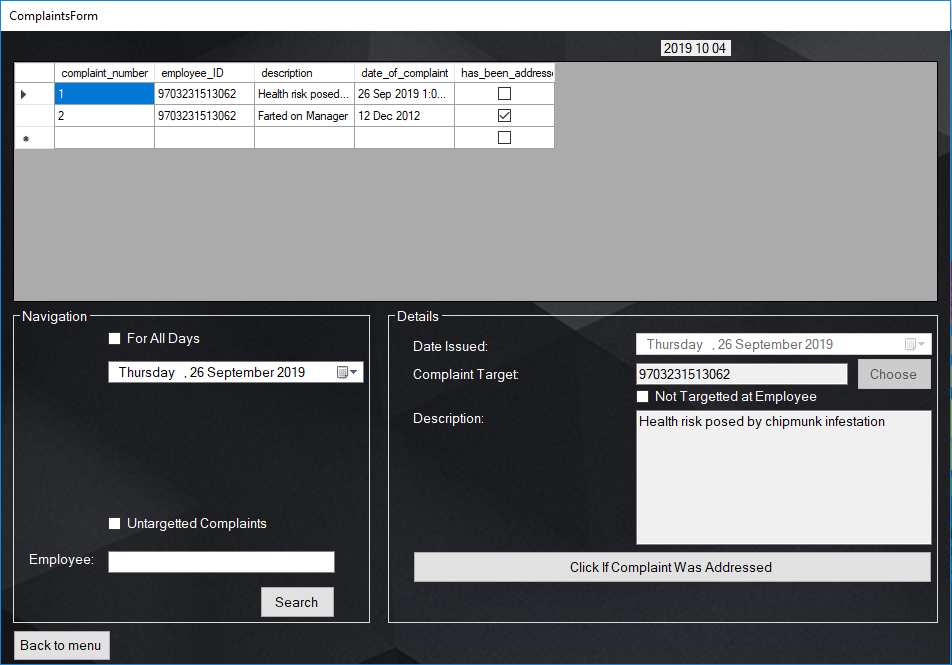 ComplaintsForm
2019 10 04
complaint_number employee_ID description date_of_complaint has_been_addresse
1 9703231513062 Health risk posed... 26 Sep 2019 1:0...
2 9703231513062 Farted on Manager 12 Dec 2012
Navigation
For All Days
Thursday , 26 September 2019
Untargetted Complaints
Employee:
Search
Details
Date Issued: Thursday , 26 September 2019
Complaint Target: 9703231513062 Choose
Not Targetted at Employee
Description: Health risk posed by chipmunk infestation
Click If Complaint Was Addressed
Back to menu